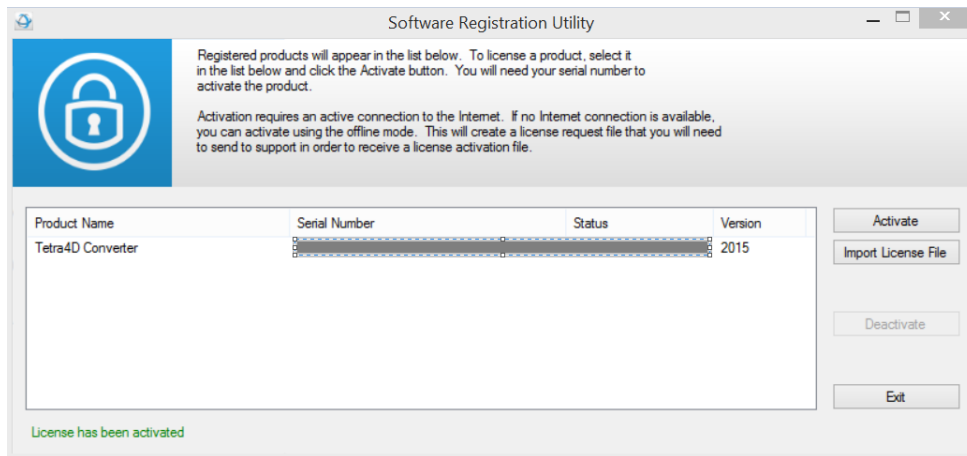 Software Registration Utility
Registered products will appear in the list below. To license a product, select it
in the list below and click the Activate button. You will need your serial number to
activate the product.
Activation requires an active connection to the Internet. If no Internet connection is available,
you can activate using the offline mode. This will create a license request file that you will need
to send to support in order to receive a license activation file.
Product Name Serial Number Status Version
Tetra4D Converter 2015
Activate
Import License File
Deactivate
Exit
License has been activated